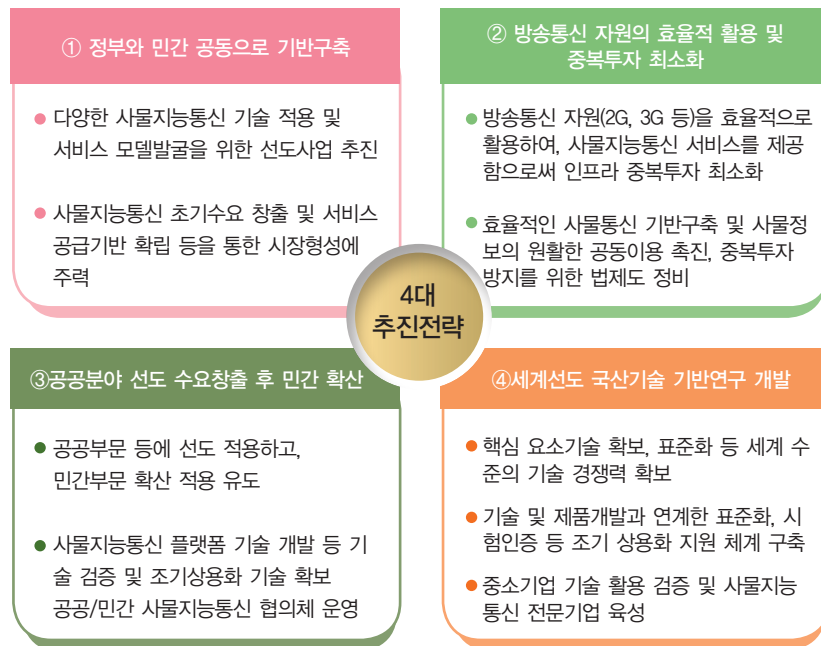 ① 정부와 민간 공동으로 기반구축
● 다양한 사물지능통신 기술 적용 및
서비스 모델발굴을 위한 선도사업 추진
● 사물지능통신 초기수요 창출 및 서비스
공급기반 확립 등을 통한 시장형성에
주력
② 방송통신 자원의 효율적 활용 및
중복투자 최소화
● 방송통신 자원(2G, 3G 등)을 효율적으로
활용하여, 사물지능통신 서비스를 제공
함으로써 인프라 중복투자 최소화
● 효율적인 사물통신 기반구축 및 사물정
보의 원활한 공동이용 촉진, 중복투자
방지를 위한 법제도 정비
4대
추진전략
③공공분야 선도 수요창출 후 민간 확산
● 공공부문 등에 선도 적용하고,
민간부문 확산 적용 유도
● 사물지능통신 플랫폼 기술 개발 등 기
술 검증 및 조기상용화 기술 확보
공공/민간 사물지능통신 협의체 운영
④세계선도 국산기술 기반연구 개발
● 핵심 요소기술 확보, 표준화 등 세계 수
준의 기술 경쟁력 확보
● 기술 및 제품개발과 연계한 표준화, 시
험인증 등 조기 상용화 지원 체계 구축
● 중소기업 기술 활용 검증 및 사물지능
통신 전문기업 육성